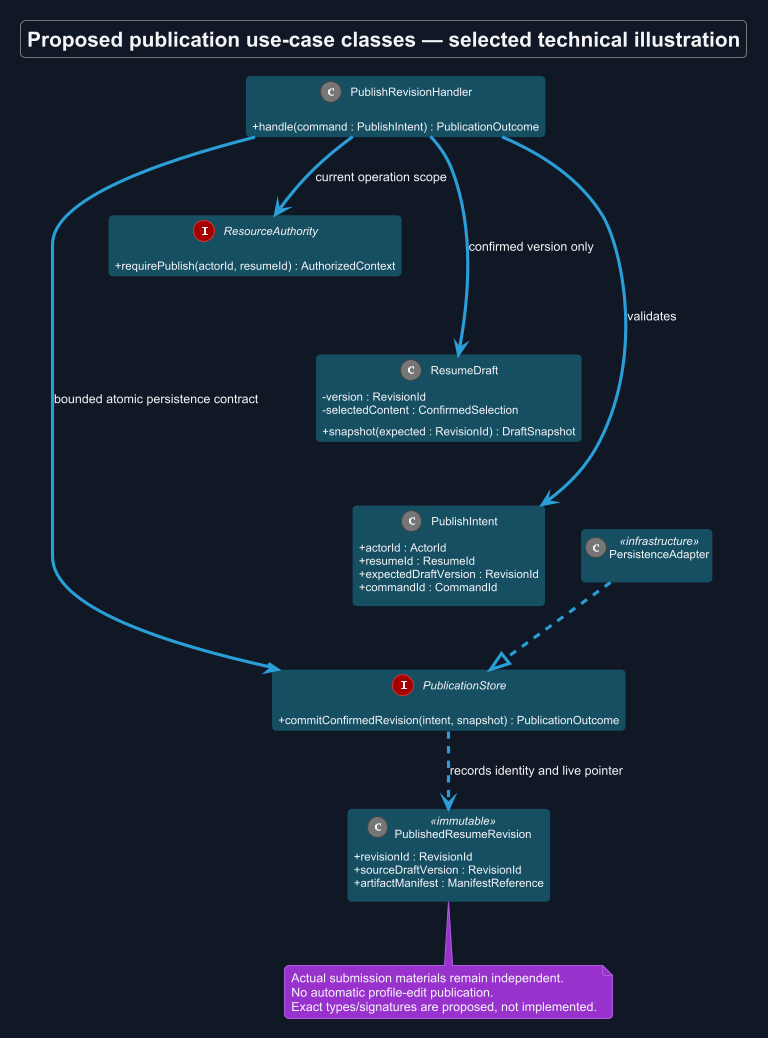 Proposed publication use-case classes — selected technical illustration
C PublishRevisionHandler
+handle(command : PublishIntent) : PublicationOutcome
current operation scope
I ResourceAuthority
+requirePublish(actorId, resumeId) : AuthorizedContext
confirmed version only
validates
C ResumeDraft
-version : RevisionId
-selectedContent : ConfirmedSelection
+snapshot(expected : RevisionId) : DraftSnapshot
bounded atomic persistence contract
C PublishIntent
+actorId : ActorId
+resumeId : ResumeId
+expectedDraftVersion : RevisionId
+commandId : CommandId
«infrastructure»
C PersistenceAdapter
I PublicationStore
+commitConfirmedRevision(intent, snapshot) : PublicationOutcome
records identity and live pointer
«immutable»
C PublishedResumeRevision
+revisionId : RevisionId
+sourceDraftVersion : RevisionId
+artifactManifest : ManifestReference
Actual submission materials remain independent.
No automatic profile-edit publication.
Exact types/signatures are proposed, not implemented.